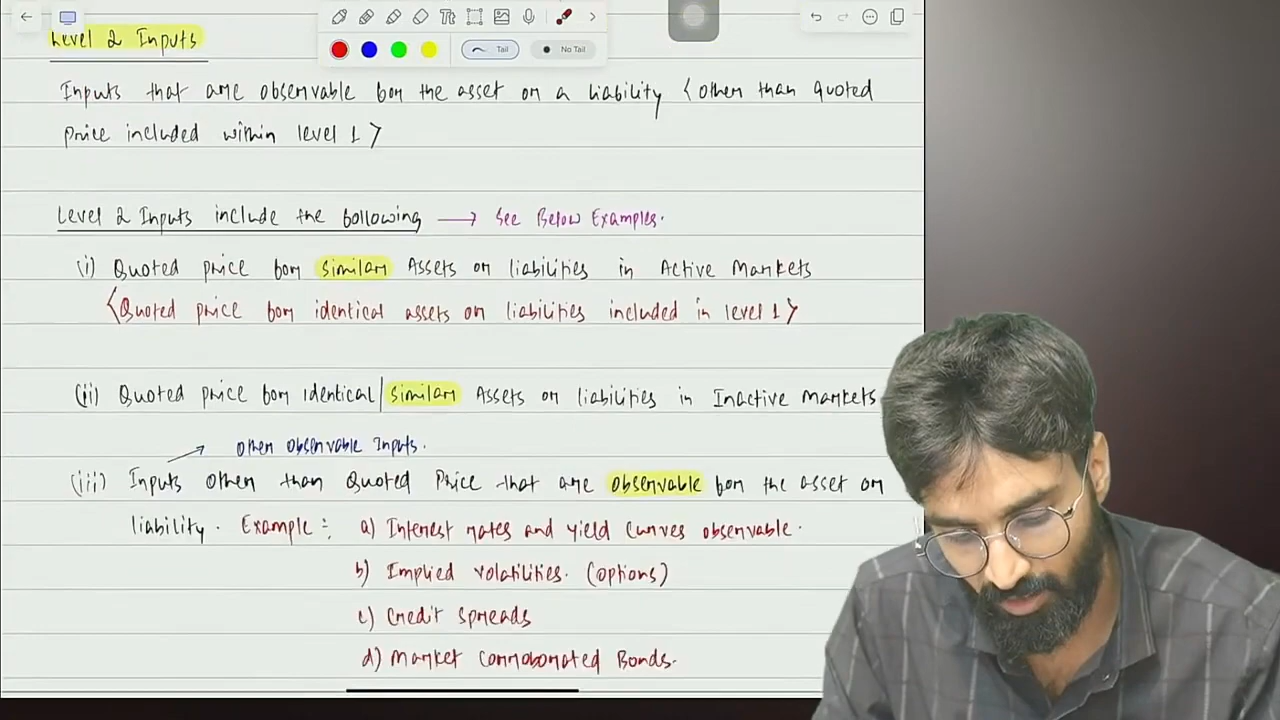 Level 2 Inputs
Tail
No Tail
Inputs that are observable for the asset or a liability <other than quoted
price included within level 1>
Level 2 Inputs include the following → See Below Examples.
(i) Quoted price for similar Assets or liabilities in Active Markets
<Quoted price for identical assets or liabilities included in level 1>
(ii) Quoted price for Identical/similar Assets or liabilities in Inactive Markets
→ Other Observable Inputs.
(iii) Inputs Other than Quoted Price that are observable for the asset or
liability. Example :- a) Interest rates and yield curves observable.
b) Implied volatilities. (options)
c) Credit spreads
d) Market Corroborated Bonds.